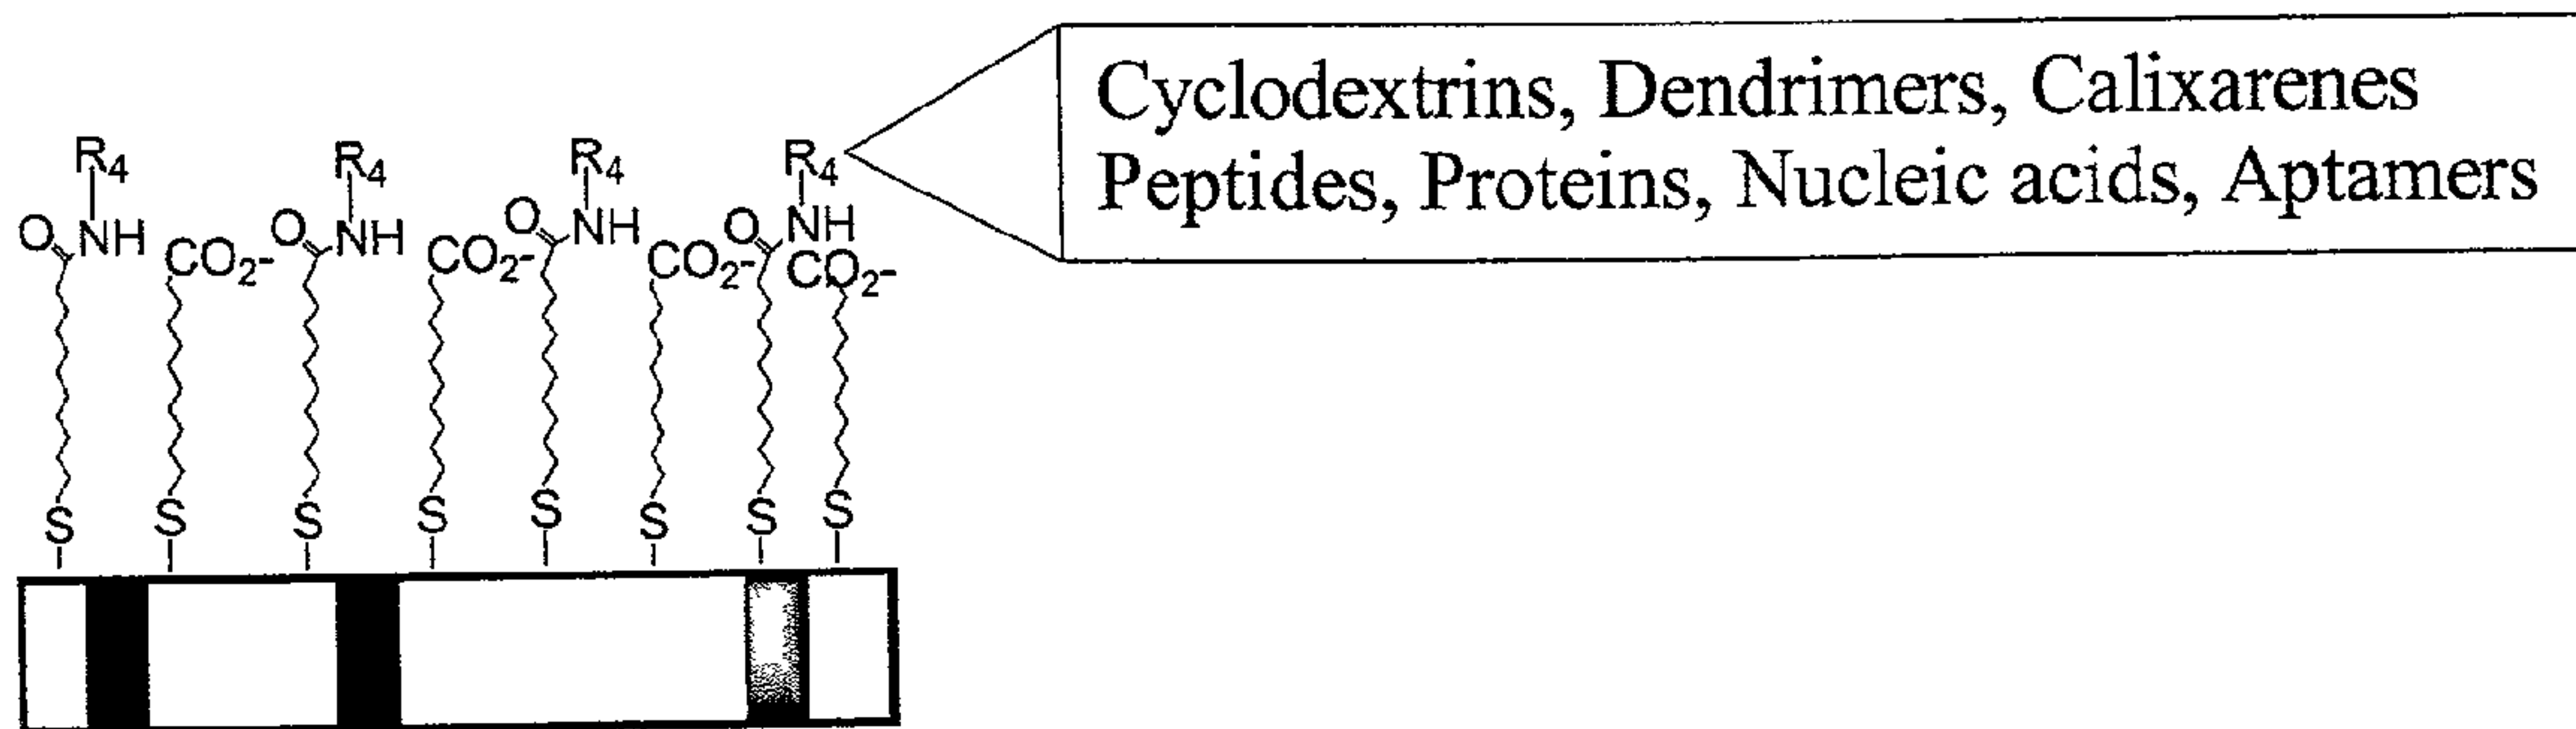 Cyclodextrins, Dendrimers, Calixarenes
Peptides, Proteins, Nucleic acids, Aptamers
R4 R4 R4 R4
O NH O NH O NH O NH
CO2- CO2- CO2- CO2-
S S S S S S S S